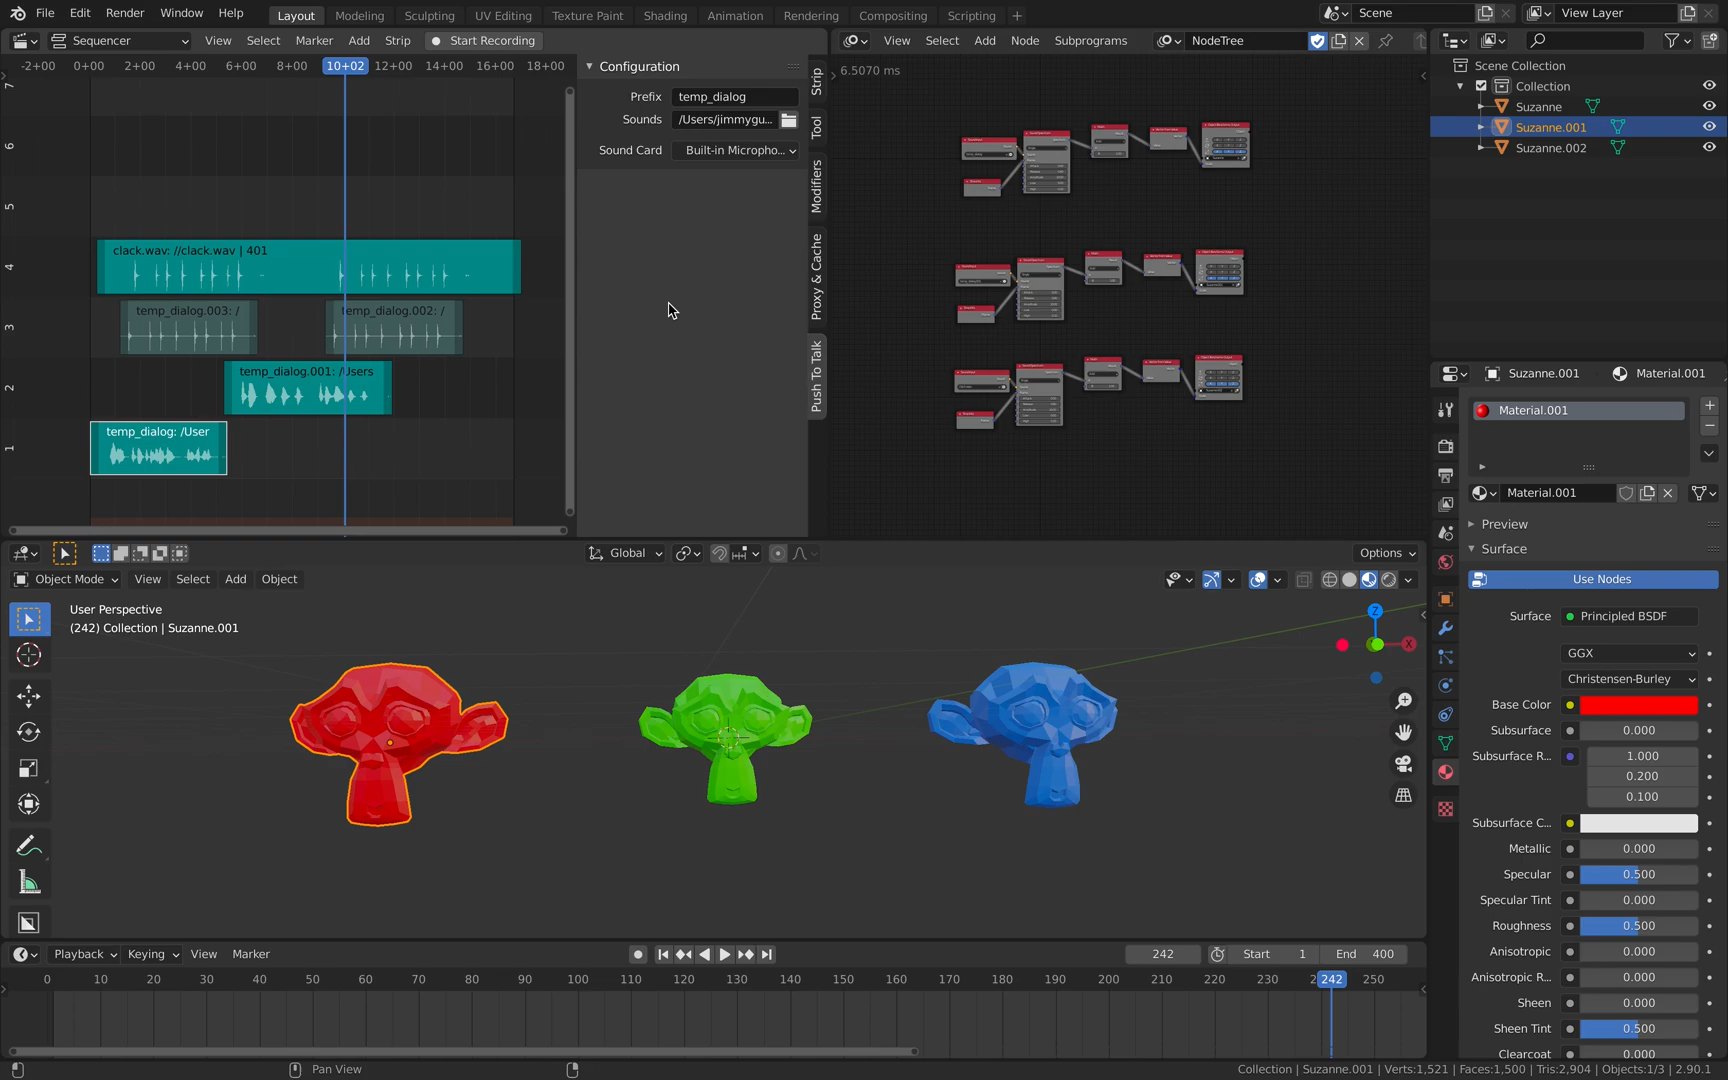 File Edit Render Window Help Layout Modeling Sculpting UV Editing Texture Paint Shading Animation Rendering Compositing Scripting +
Scene
View Layer
Sequencer View Select Marker Add Strip Start Recording
-2+00 0+00 2+00 4+00 6+00 8+00 10+02 12+00 14+00 16+00 18+00
7
6
5
4
3
2
1
clack.wav: //clack.wav | 401
temp_dialog.003: /
temp_dialog.002: /
temp_dialog.001: /Users
temp_dialog: /User
Configuration
Prefix temp_dialog
Sounds /Users/jimmygu...
Sound Card Built-in Micropho...
Strip
Tool
Modifiers
Proxy & Cache
Push To Talk
View Select Add Node Subprograms NodeTree
6.5070 ms
Scene Collection
Collection
Suzanne
Suzanne.001
Suzanne.002
Global
Options
Object Mode View Select Add Object
User Perspective
(242) Collection | Suzanne.001
Z
X
Suzanne.001 Material.001
Material.001
Material.001
Preview
Surface
Use Nodes
Surface Principled BSDF
GGX
Christensen-Burley
Base Color
Subsurface 0.000
Subsurface R... 1.000
0.200
0.100
Subsurface C...
Metallic 0.000
Specular 0.500
Specular Tint 0.000
Roughness 0.500
Anisotropic 0.000
Anisotropic R... 0.000
Sheen 0.000
Sheen Tint 0.500
Clearcoat 0.000
Playback Keying View Marker
242 Start 1 End 400
0 10 20 30 40 50 60 70 80 90 100 110 120 130 140 150 160 170 180 190 200 210 220 230 242 250
Pan View
Collection | Suzanne.001 | Verts:1,521 | Faces:1,500 | Tris:2,904 | Objects:1/3 | 2.90.1